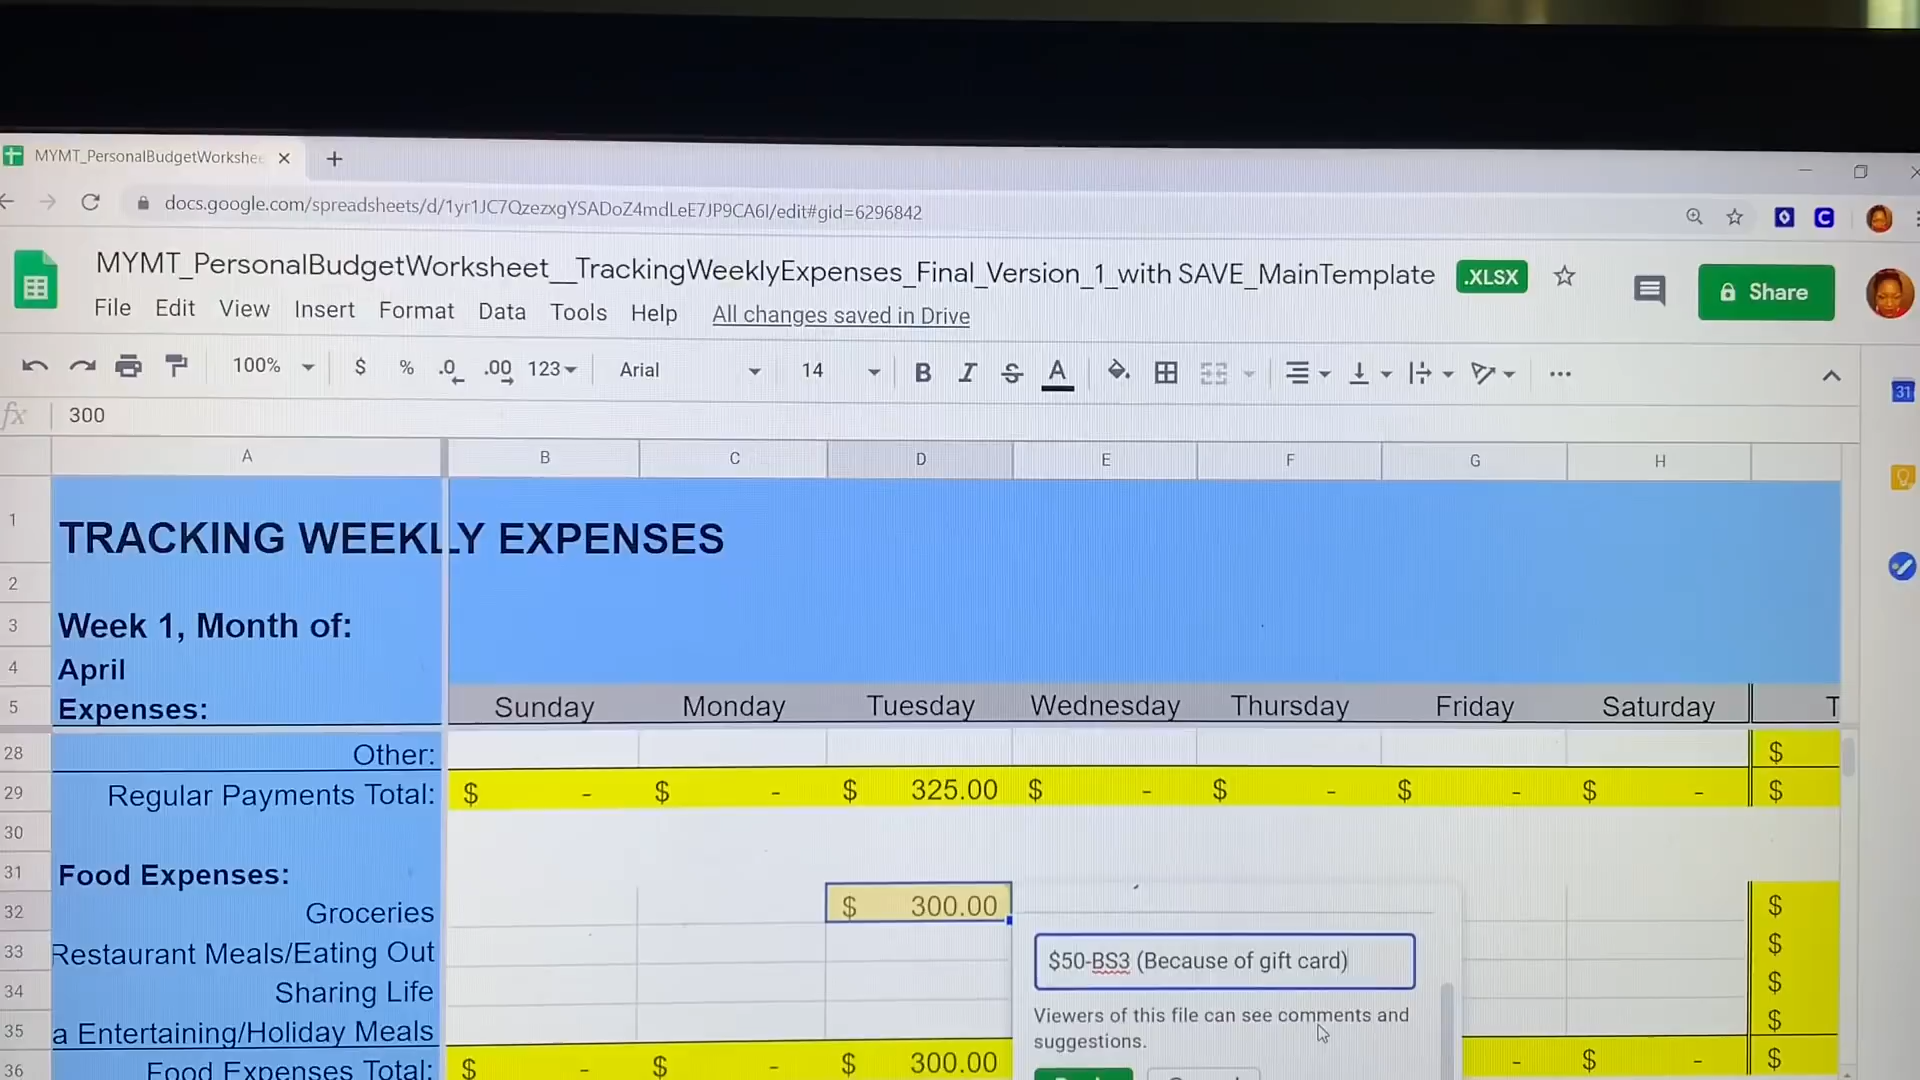 MYMT_PersonalBudgetWorkshee
docs.google.com/spreadsheets/d/1yr1JC7QzezxgYSADoZ4mdLeE7JP9CA6l/edit#gid=6296842
MYMT_PersonalBudgetWorksheet__TrackingWeeklyExpenses_Final_Version_1_with SAVE_MainTemplate .XLSX
Share
File Edit View Insert Format Data Tools Help All changes saved in Drive
100% $ % .0 .00 123 Arial 14 B I S A
31
fx 300
A B C D E F G H
1 TRACKING WEEKLY EXPENSES
2
3 Week 1, Month of:
4 April
5 Expenses: Sunday Monday Tuesday Wednesday Thursday Friday Saturday T
28 Other: $
29 Regular Payments Total: $ - $ - $ 325.00 $ - $ - $ - $ - $
30
31 Food Expenses:
32 Groceries $ 300.00 $
33 Restaurant Meals/Eating Out $
$50-BS3 (Because of gift card)
34 Sharing Life $
35 a Entertaining/Holiday Meals $
Viewers of this file can see comments and
suggestions.
36 Food Expenses Total: $ - $ - $ 300.00 - $ - $